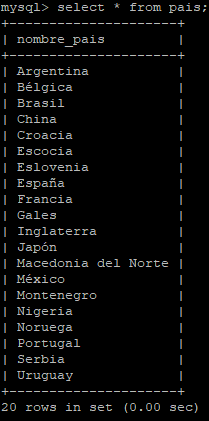 mysql> select * from pais;
+---------------------+
| nombre_pais         |
+---------------------+
| Argentina           |
| Bélgica             |
| Brasil              |
| China               |
| Croacia             |
| Escocia             |
| Eslovenia           |
| España              |
| Francia             |
| Gales               |
| Inglaterra          |
| Japón               |
| Macedonia del Norte |
| México              |
| Montenegro          |
| Nigeria             |
| Noruega             |
| Portugal            |
| Serbia              |
| Uruguay             |
+---------------------+
20 rows in set (0.00 sec)